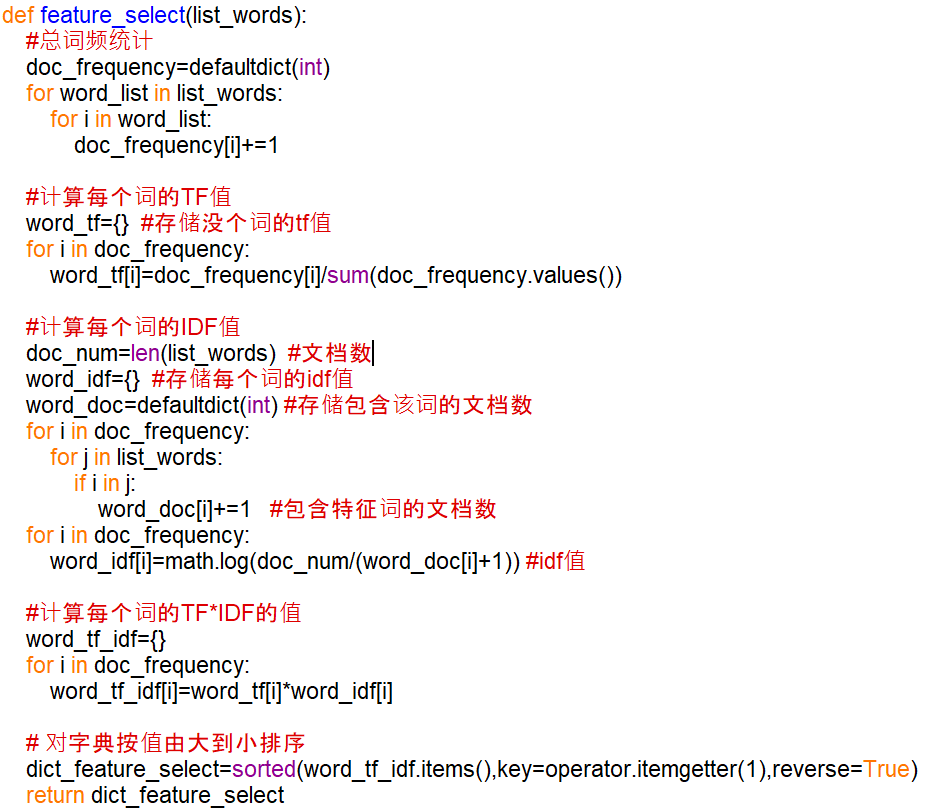 def feature_select(list_words):
    #总词频统计
    doc_frequency=defaultdict(int)
    for word_list in list_words:
        for i in word_list:
            doc_frequency[i]+=1

    #计算每个词的TF值
    word_tf={}  #存储没个词的tf值
    for i in doc_frequency:
        word_tf[i]=doc_frequency[i]/sum(doc_frequency.values())

    #计算每个词的IDF值
    doc_num=len(list_words)  #文档数
    word_idf={}  #存储每个词的idf值
    word_doc=defaultdict(int) #存储包含该词的文档数
    for i in doc_frequency:
        for j in list_words:
            if i in j:
                word_doc[i]+=1   #包含特征词的文档数
    for i in doc_frequency:
        word_idf[i]=math.log(doc_num/(word_doc[i]+1)) #idf值

    #计算每个词的TF*IDF的值
    word_tf_idf={}
    for i in doc_frequency:
        word_tf_idf[i]=word_tf[i]*word_idf[i]

    # 对字典按值由大到小排序
    dict_feature_select=sorted(word_tf_idf.items(),key=operator.itemgetter(1),reverse=True)
    return dict_feature_select